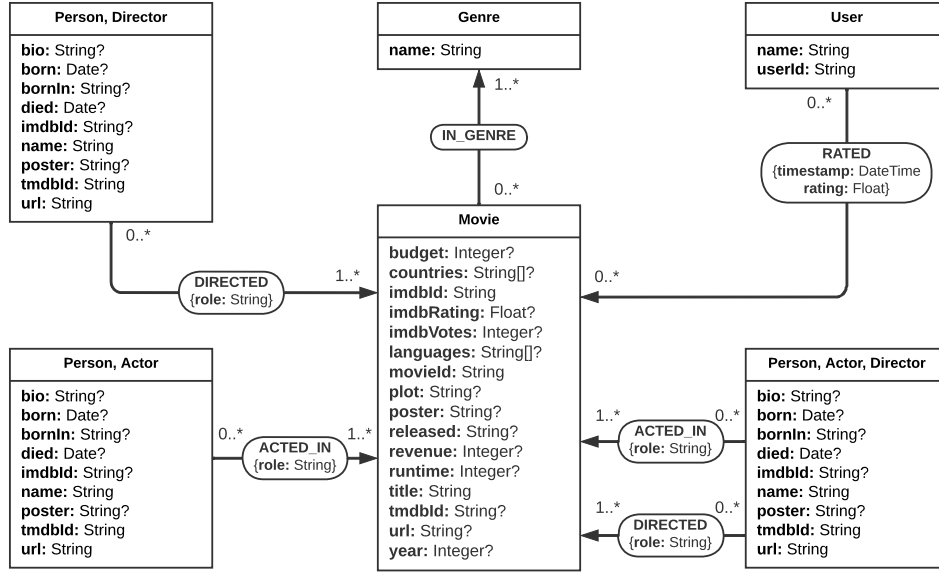 Person, Director
bio: String?
born: Date?
bornIn: String?
died: Date?
imdbId: String?
name: String
poster: String?
tmdbId: String
url: String
Genre
name: String
User
name: String
userId: String
1..*
IN_GENRE
0..*
0..*
RATED
{timestamp: DateTime
rating: Float}
0..*
0..*
DIRECTED
{role: String}
1..*
Movie
budget: Integer?
countries: String[]?
imdbId: String
imdbRating: Float?
imdbVotes: Integer?
languages: String[]?
movieId: String
plot: String?
poster: String?
released: String?
revenue: Integer?
runtime: Integer?
title: String
tmdbId: String?
url: String?
year: Integer?
Person, Actor
bio: String?
born: Date?
bornIn: String?
died: Date?
imdbId: String?
name: String
poster: String?
tmdbId: String
url: String
0..*
ACTED_IN
{role: String}
1..*
Person, Actor, Director
bio: String?
born: Date?
bornIn: String?
died: Date?
imdbId: String?
name: String
poster: String?
tmdbId: String
url: String
1..*
ACTED_IN
{role: String}
0..*
1..*
DIRECTED
{role: String}
0..*